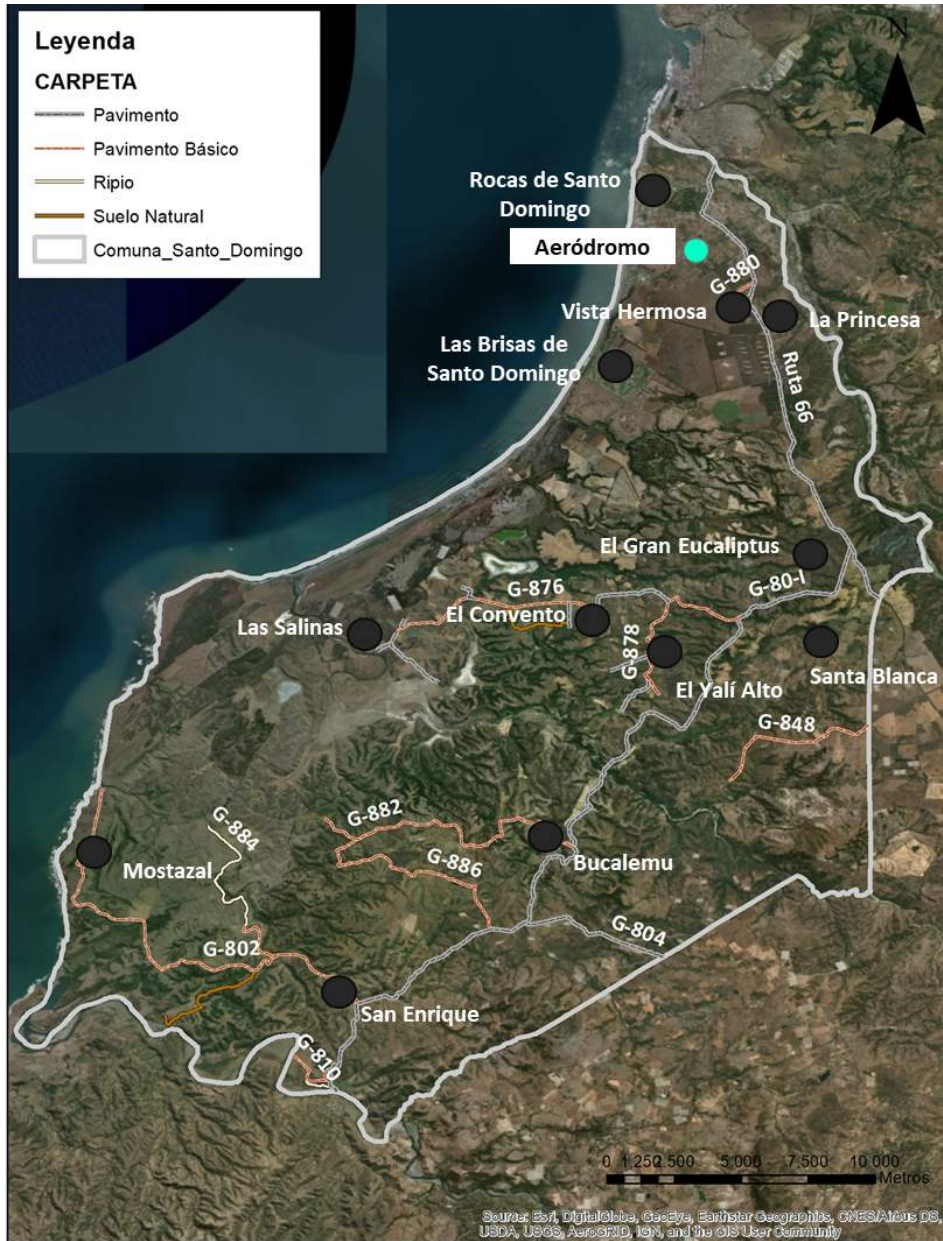 Leyenda
CARPETA
Pavimento
Pavimento Básico
Ripio
Suelo Natural
Comuna_Santo_Domingo
N
Rocas de Santo
Domingo
Aeródromo
G-880
Vista Hermosa
La Princesa
Las Brisas de
Santo Domingo
Ruta 66
El Gran Eucaliptus
G-80-I
G-876
El Convento
Las Salinas
G-878
El Yalí Alto
Santa Blanca
G-848
G-882
G-884
G-886
Bucalemu
Mostazal
G-804
G-802
San Enrique
G-810
0 1.250 2.500 5.000 7.500 10.000
Metros
Source: Esri, DigitalGlobe, GeoEye, Earthstar Geographics, CNES/Airbus DS,
USDA, USGS, AeroGRID, IGN, and the GIS User Community